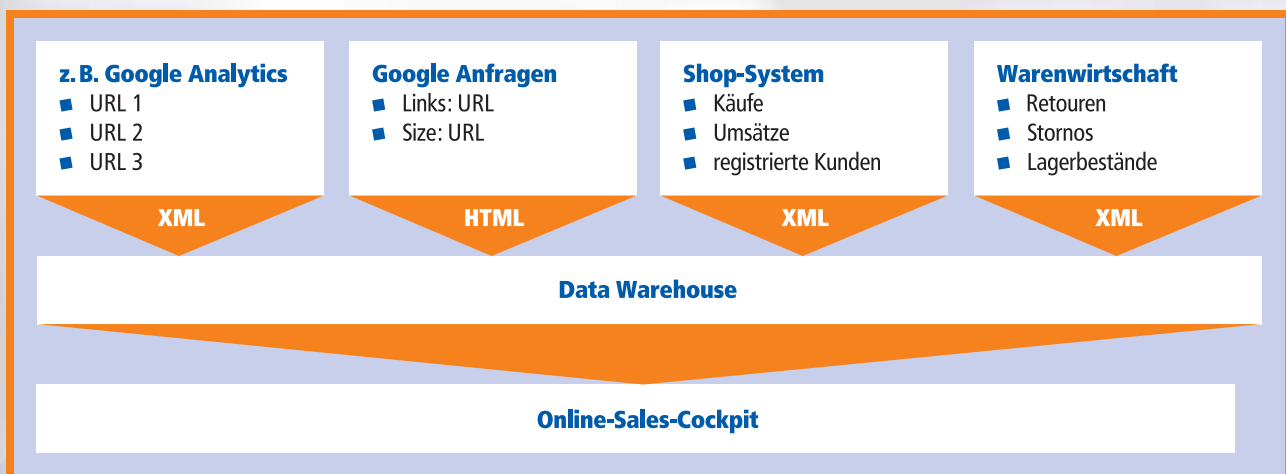 z. B. Google Analytics
URL 1
URL 2
URL 3
Google Anfragen
Links: URL
Size: URL
Shop-System
Käufe
Umsätze
registrierte Kunden
Warenwirtschaft
Retouren
Stornos
Lagerbestände
XML
HTML
XML
XML
Data Warehouse
Online-Sales-Cockpit